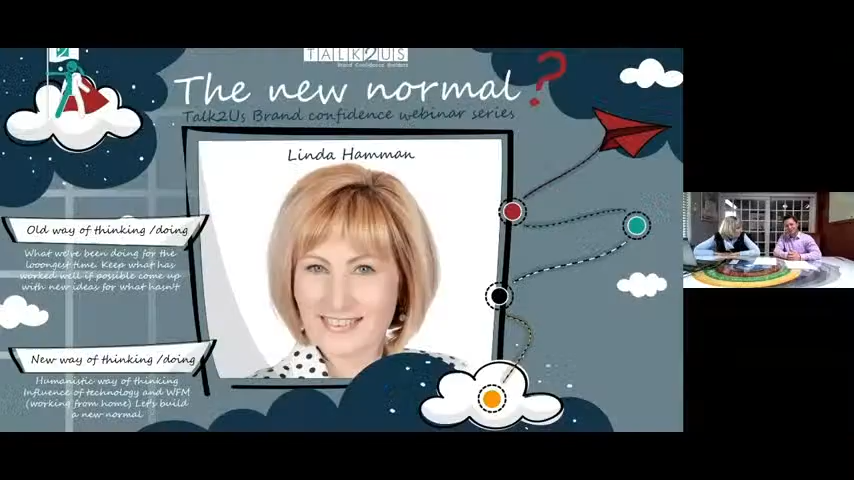 TALK2US
Brand Confidence Builders
The new normal?
Talk2Us Brand confidence webinar series
Linda Hamman
Old way of thinking /doing
What we've been doing for the
looongest time. Keep what has
worked well if possible come up
with new ideas for what hasn't
New way of thinking /doing
Humanistic way of thinking
Influence of technology and WFM
(working from home) Let's build
a new normal